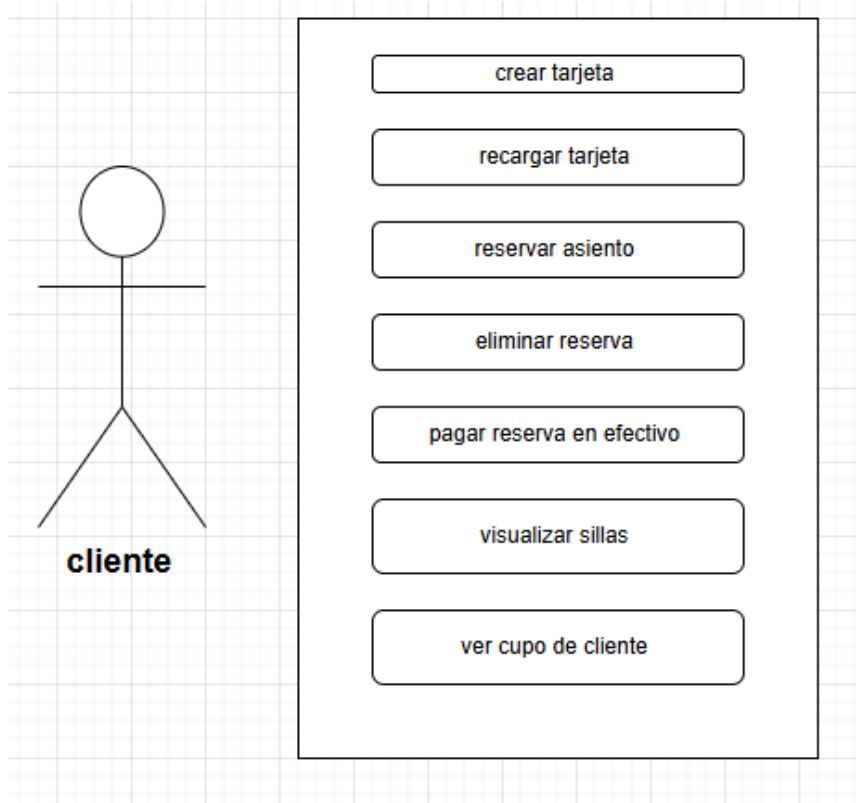 crear tarjeta
recargar tarjeta
reservar asiento
eliminar reserva
pagar reserva en efectivo
visualizar sillas
ver cupo de cliente
cliente